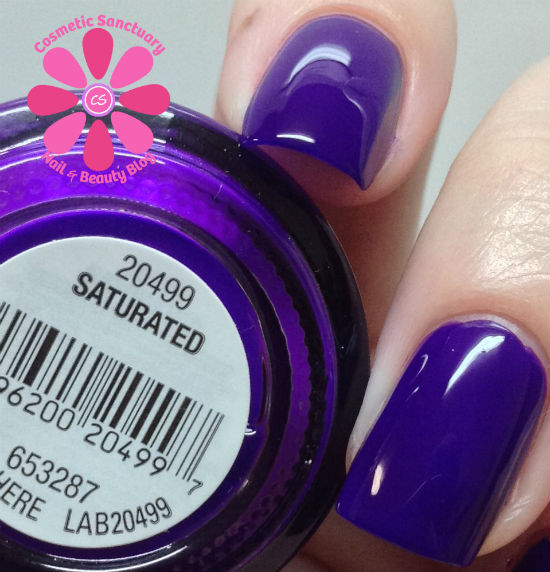 Cosmetic Sanctuary
CS
Nail & Beauty Blog
20499
SATURATED
96200 20499 7
653287
HERE LAB20499